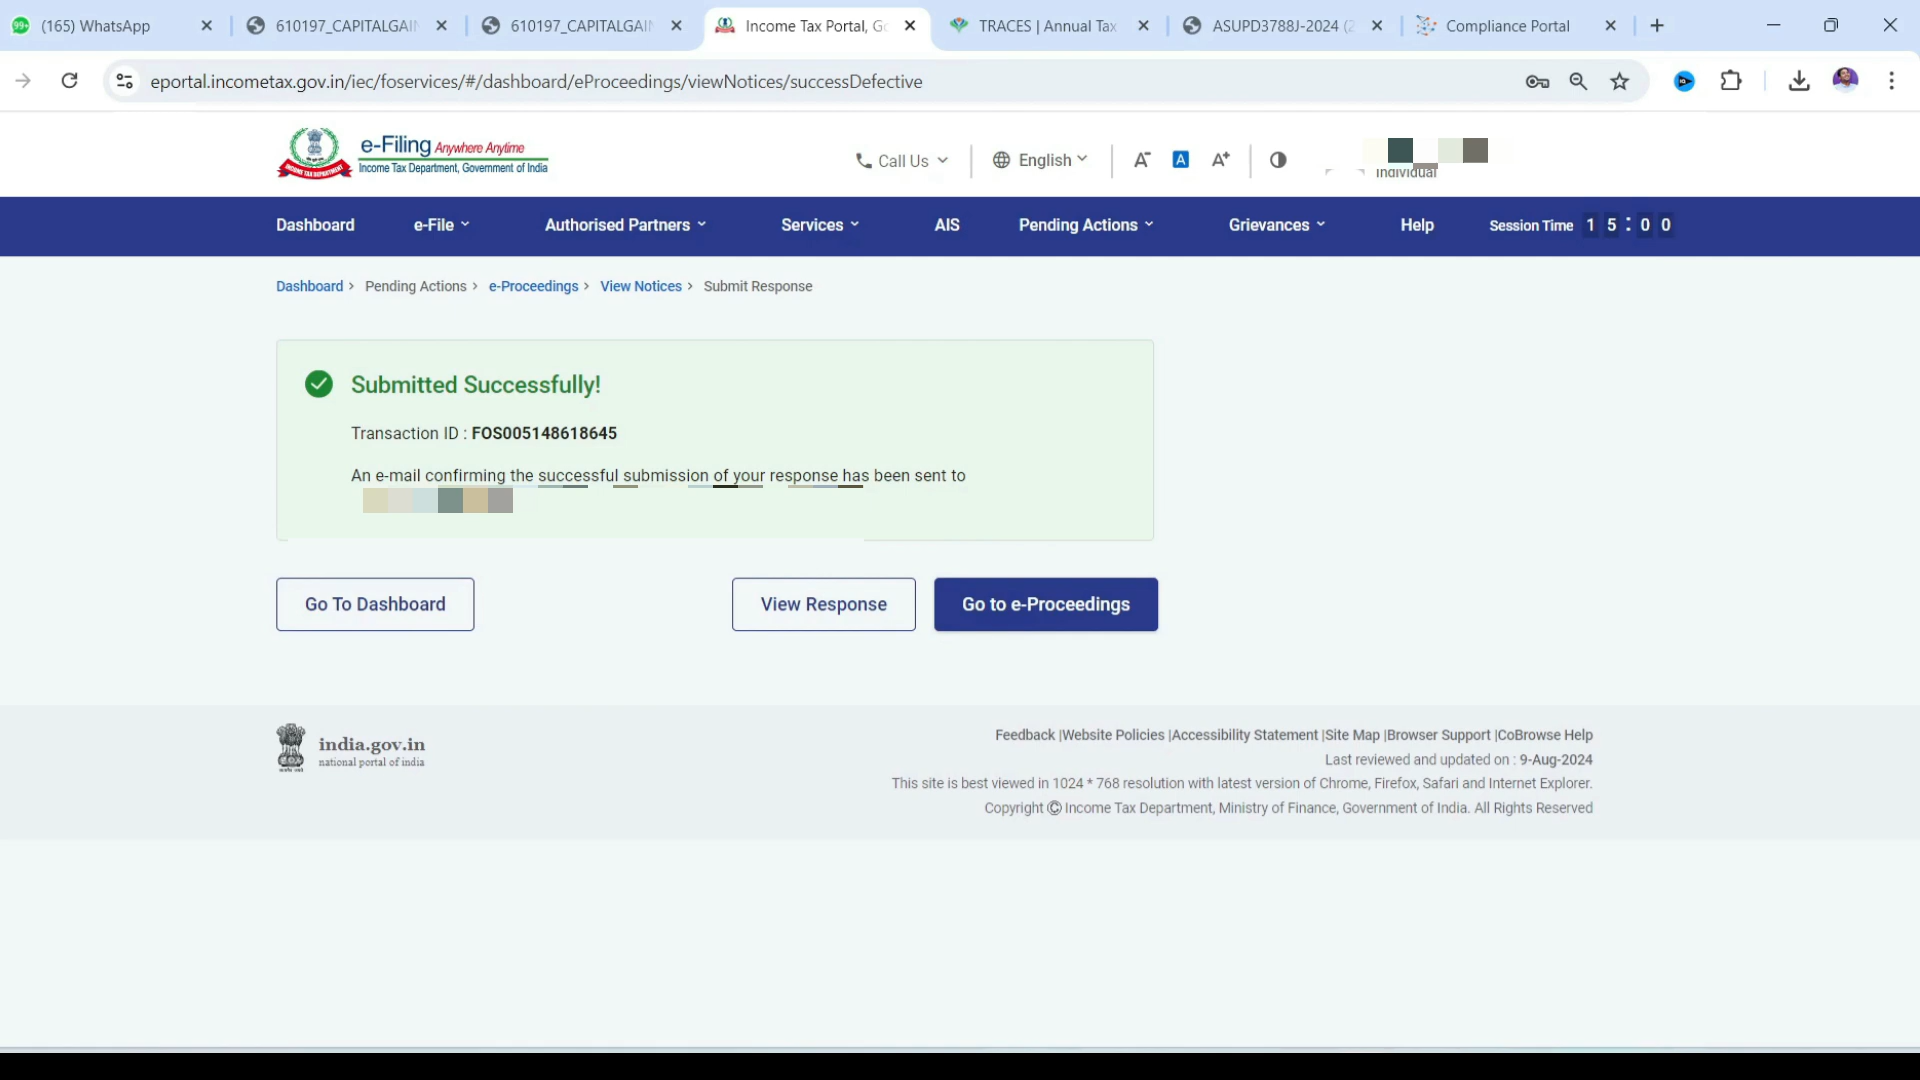 99+ (165) WhatsApp
610197_CAPITALGAI
610197_CAPITALGAI
Income Tax Portal, Go
TRACES | Annual Tax
ASUPD3788J-2024 (2
Compliance Portal
eportal.incometax.gov.in/iec/foservices/#/dashboard/eProceedings/viewNotices/successDefective
e-Filing Anywhere Anytime
Income Tax Department, Government of India
INCOME TAX DEPARTMENT
Call Us
English
A-
A
A+
Individual
Dashboard
e-File
Authorised Partners
Services
AIS
Pending Actions
Grievances
Help
Session Time 1 5 : 0 0
Dashboard > Pending Actions > e-Proceedings > View Notices > Submit Response
Submitted Successfully!
Transaction ID : FOS005148618645
An e-mail confirming the successful submission of your response has been sent to
Go To Dashboard
View Response
Go to e-Proceedings
india.gov.in
national portal of india
Feedback |Website Policies |Accessibility Statement |Site Map |Browser Support |CoBrowse Help
Last reviewed and updated on : 9-Aug-2024
This site is best viewed in 1024 * 768 resolution with latest version of Chrome, Firefox, Safari and Internet Explorer.
Copyright © Income Tax Department, Ministry of Finance, Government of India. All Rights Reserved